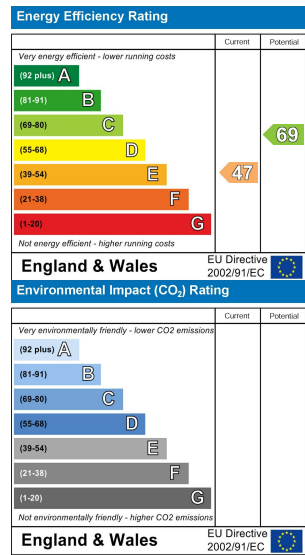 Energy Efficiency Rating
Current Potential
Very energy efficient - lower running costs
(92 plus) A
(81-91) B
(69-80) C
69
(55-68) D
(39-54) E
47
(21-38) F
(1-20) G
Not energy efficient - higher running costs
England & Wales
EU Directive
2002/91/EC
Environmental Impact (CO₂) Rating
Current Potential
Very environmentally friendly - lower CO2 emissions
(92 plus) A
(81-91) B
(69-80) C
(55-68) D
(39-54) E
(21-38) F
(1-20) G
Not environmentally friendly - higher CO2 emissions
England & Wales
EU Directive
2002/91/EC